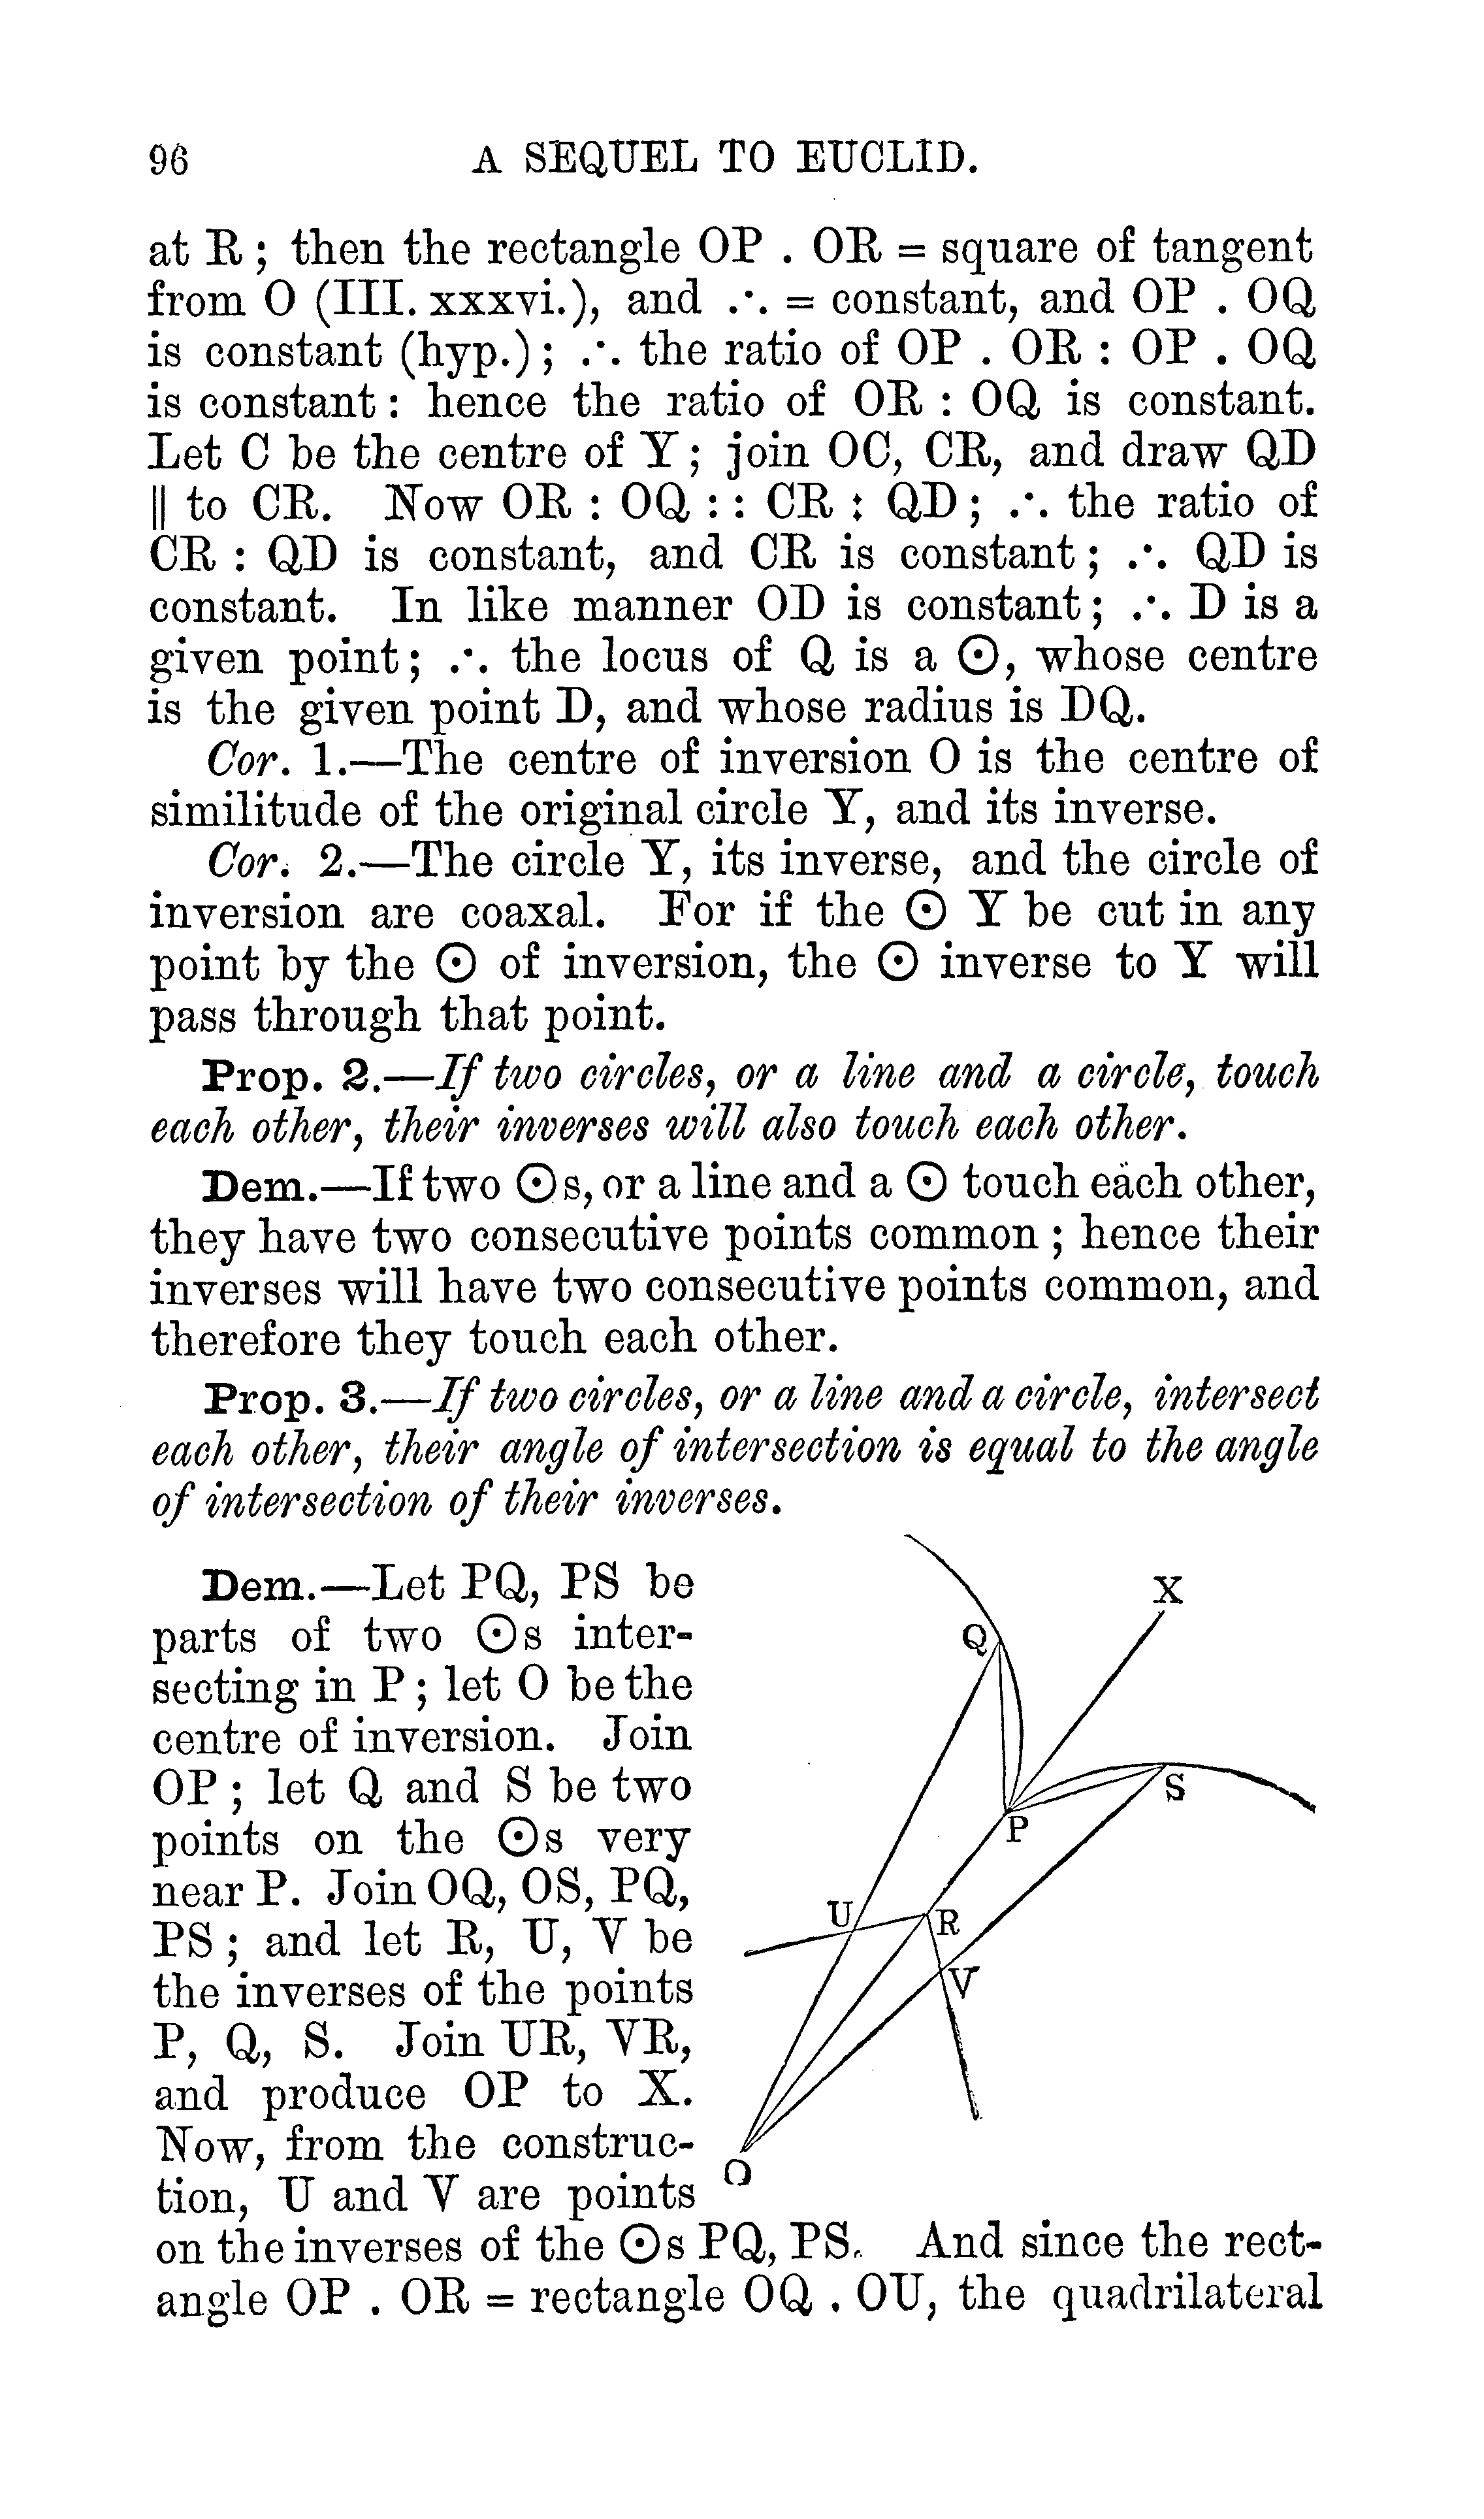 96 A SEQUEL TO EUCLID.
at R; then the rectangle OP . OR = square of tangent
from O (III. xxxvi.), and ∴ = constant, and OP . OQ
is constant (hyp.); ∴ the ratio of OP . OR : OP . OQ
is constant: hence the ratio of OR : OQ is constant.
Let C be the centre of Y; join OC, CR, and draw QD
|| to CR. Now OR : OQ :: CR : QD; ∴ the ratio of
CR : QD is constant, and CR is constant; ∴ QD is
constant. In like manner OD is constant; ∴ D is a
given point; ∴ the locus of Q is a ⊙, whose centre
is the given point D, and whose radius is DQ.
Cor. 1.—The centre of inversion O is the centre of
similitude of the original circle Y, and its inverse.
Cor. 2.—The circle Y, its inverse, and the circle of
inversion are coaxal. For if the ⊙ Y be cut in any
point by the ⊙ of inversion, the ⊙ inverse to Y will
pass through that point.
Prop. 2.—If two circles, or a line and a circle, touch
each other, their inverses will also touch each other.
Dem.—If two ⊙s, or a line and a ⊙ touch each other,
they have two consecutive points common; hence their
inverses will have two consecutive points common, and
therefore they touch each other.
Prop. 3.—If two circles, or a line and a circle, intersect
each other, their angle of intersection is equal to the angle
of intersection of their inverses.
Dem.—Let PQ, PS be
parts of two ⊙s inter-
secting in P; let O be the
centre of inversion. Join
OP; let Q and S be two
points on the ⊙s very
near P. Join OQ, OS, PQ,
PS; and let R, U, V be
the inverses of the points
P, Q, S. Join UR, VR,
and produce OP to X.
Now, from the construc-
tion, U and V are points
on the inverses of the ⊙s PQ, PS. And since the rect-
angle OP . OR = rectangle OQ . OU, the quadrilateral
X
Q
S
P
U
R
V
O